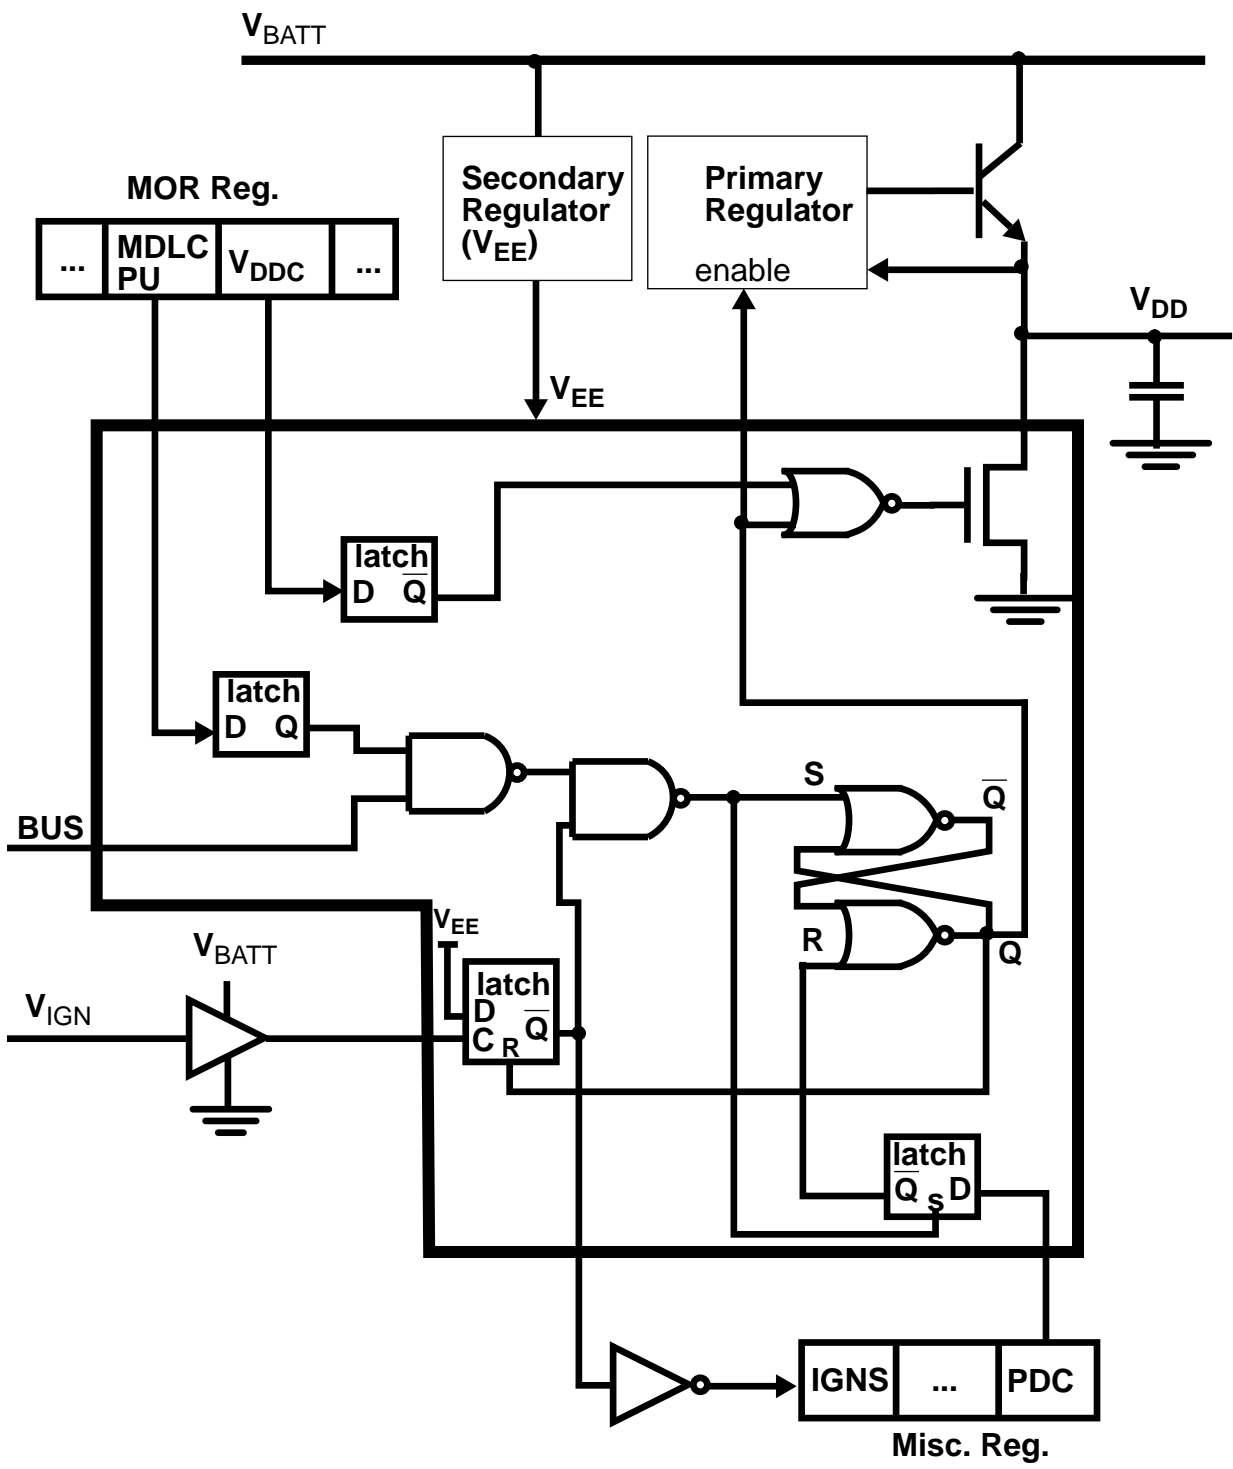 VBATT
MOR Reg.
... MDLC PU VDDC ...
Secondary
Regulator
(VEE)
Primary
Regulator
enable
VDD
VEE
latch
D Q̅
latch
D Q
BUS
S
Q̅
R
Q
VEE
VBATT
VIGN
latch
D
C R Q̅
latch
Q̅ S D
IGNS ... PDC
Misc. Reg.